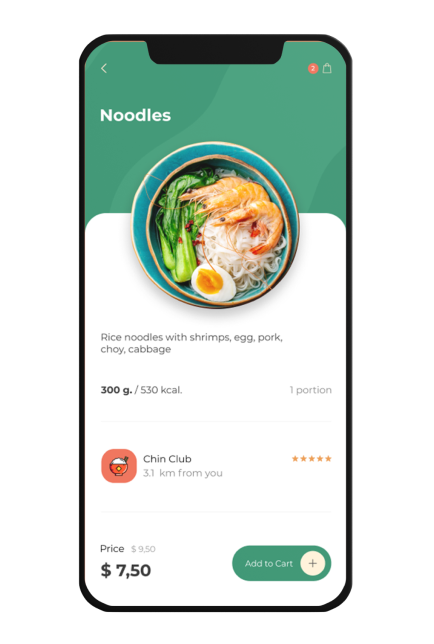 2
Noodles
Rice noodles with shrimps, egg, pork,
choy, cabbage
300 g. / 530 kcal.
1 portion
Chin Club
3.1 km from you
Price $ 9,50
$ 7,50
Add to Cart +